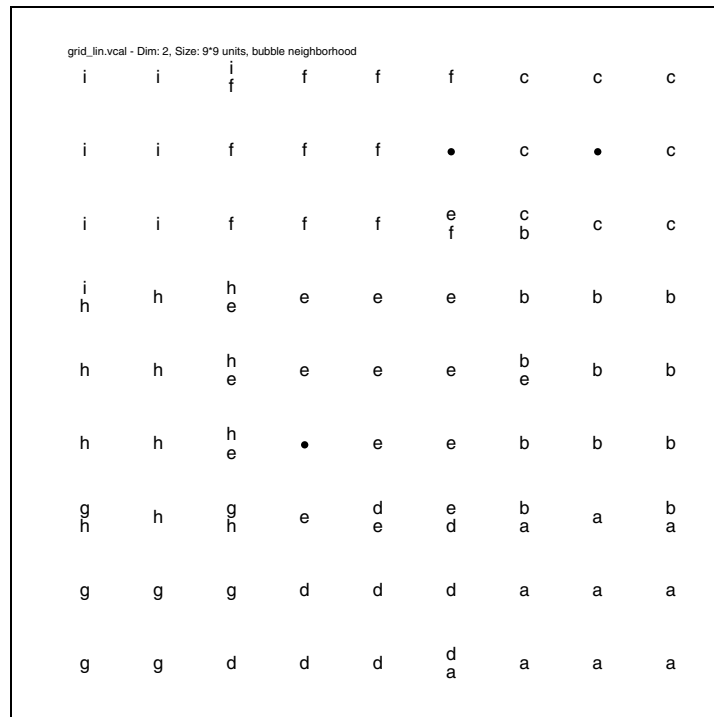 grid_lin.vcal - Dim: 2, Size: 9*9 units, bubble neighborhood
i i i f f f c c c
f
i i f f f • c • c
i i f f f e c c c
f b
i h h e e e b b b
h e
h h h e e e b b b
e e
h h h • e e b b b
e
g h g e d e b a b
h h e d a a
g g g d d d a a a
g g d d d d a a a
a